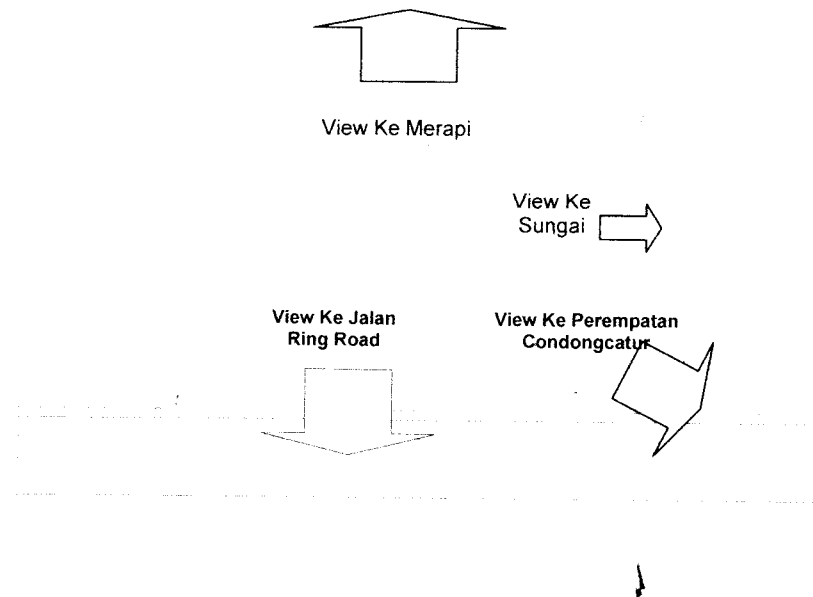 View Ke Merapi
View Ke
Sungai
View Ke Jalan
Ring Road
View Ke Perempatan
Condongcatur